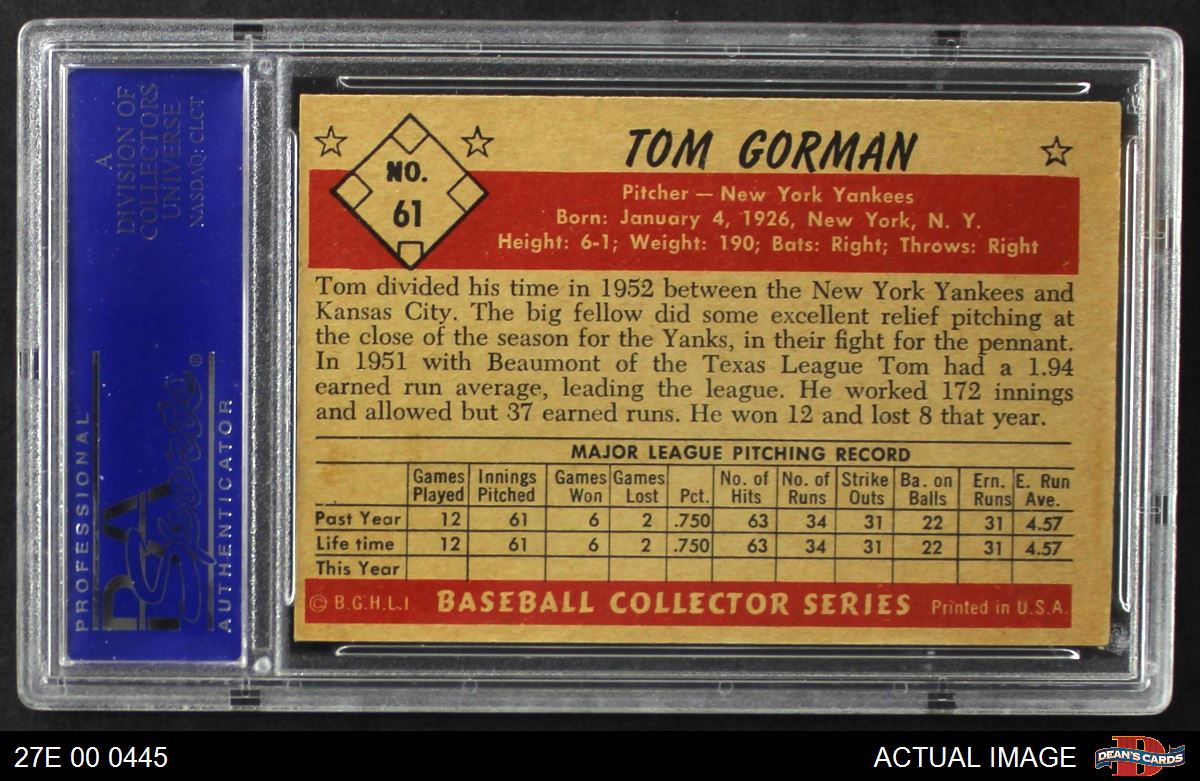 A
DIVISION OF
COLLECTORS
UNIVERSE
NASDAQ: CLCT
PROFESSIONAL
PSA
Sports®
AUTHENTICATOR
NO.
61
TOM GORMAN
Pitcher — New York Yankees
Born: January 4, 1926, New York, N. Y.
Height: 6-1; Weight: 190; Bats: Right; Throws: Right
Tom divided his time in 1952 between the New York Yankees and
Kansas City. The big fellow did some excellent relief pitching at
the close of the season for the Yanks, in their fight for the pennant.
In 1951 with Beaumont of the Texas League Tom had a 1.94
earned run average, leading the league. He worked 172 innings
and allowed but 37 earned runs. He won 12 and lost 8 that year.
MAJOR LEAGUE PITCHING RECORD
Games Innings Games Games No. of No. of Strike Ba. on Ern. E. Run
Played Pitched Won Lost Pct. Hits Runs Outs Balls Runs Ave.
Past Year 12 61 6 2 .750 63 34 31 22 31 4.57
Life time 12 61 6 2 .750 63 34 31 22 31 4.57
This Year
© B.G.H.L.I. BASEBALL COLLECTOR SERIES Printed in U.S.A.
27E 00 0445
ACTUAL IMAGE
D
DEAN'S CARDS